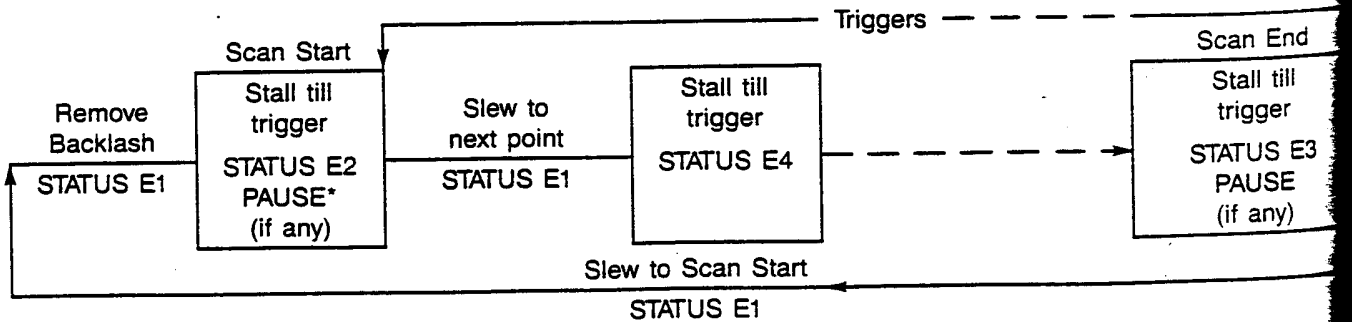 Triggers
Scan Start
Scan End
Remove
Backlash
STATUS E1
Stall till
trigger
STATUS E2
PAUSE*
(if any)
Slew to
next point
STATUS E1
Stall till
trigger
STATUS E4
Stall till
trigger
STATUS E3
PAUSE
(if any)
Slew to Scan Start
STATUS E1